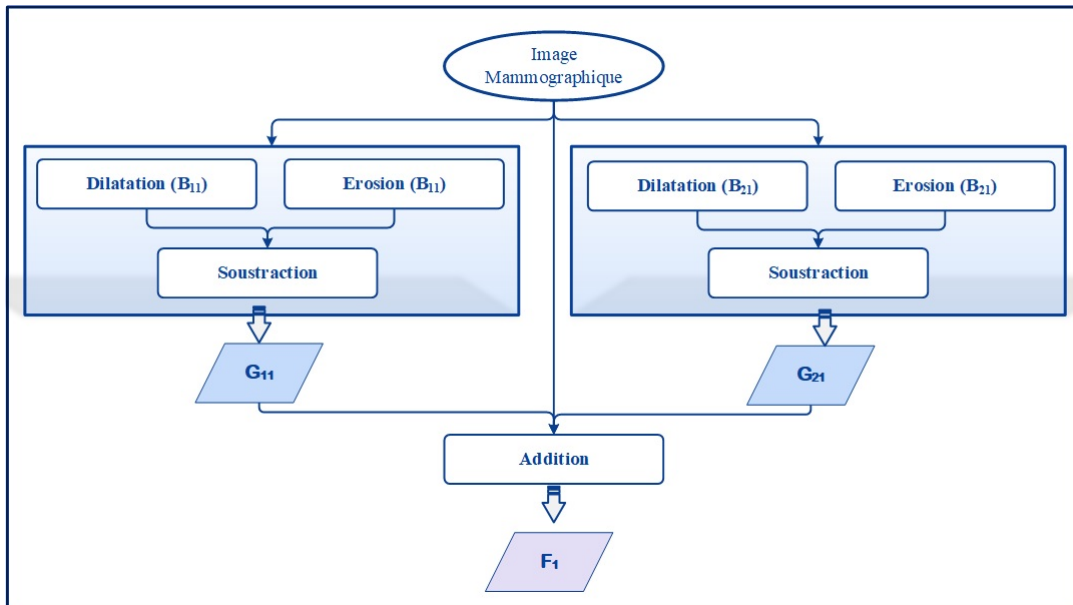 Image
Mammographique
Dilatation (B₁₁)
Erosion (B₁₁)
Soustraction
Dilatation (B₂₁)
Erosion (B₂₁)
Soustraction
G₁₁
G₂₁
Addition
F₁